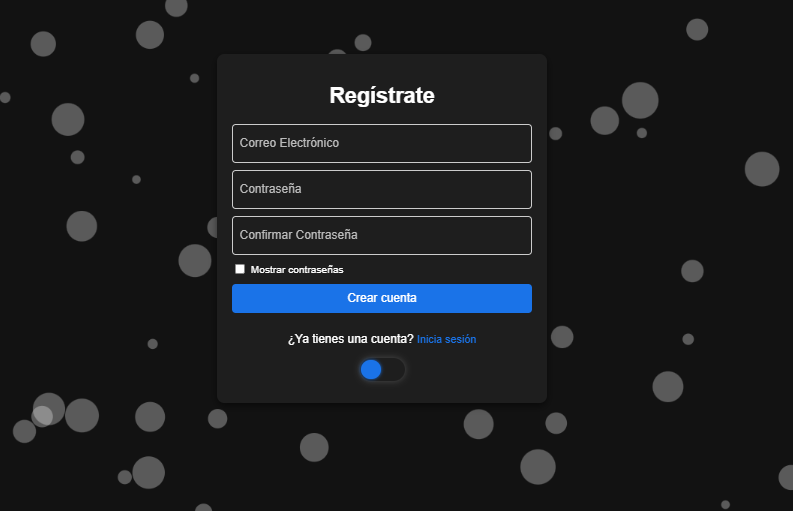 Regístrate
Correo Electrónico
Contraseña
Confirmar Contraseña
Mostrar contraseñas
Crear cuenta
¿Ya tienes una cuenta? Inicia sesión